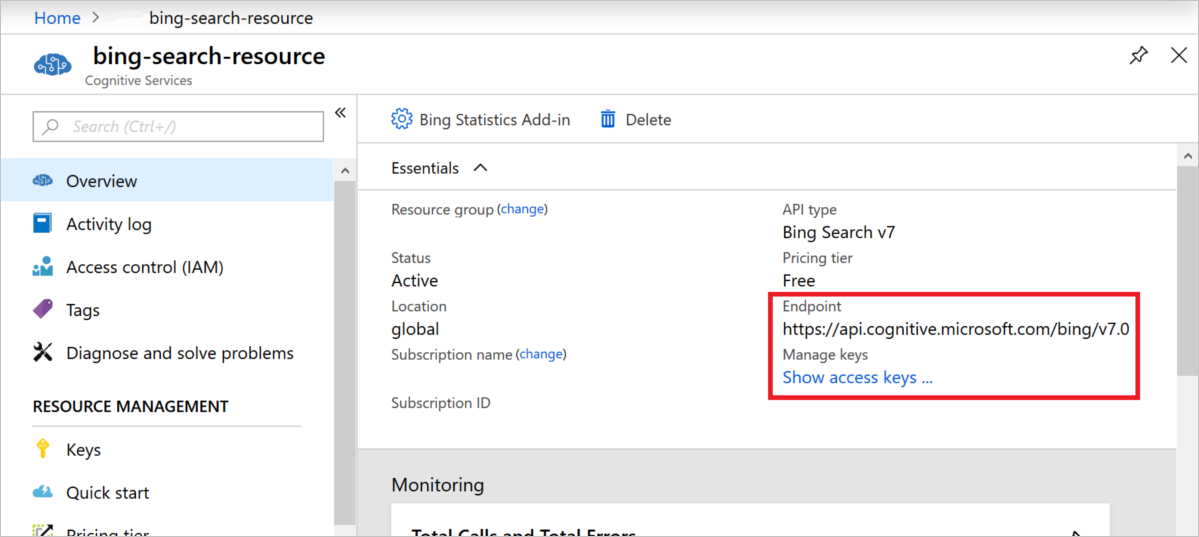 Home > bing-search-resource
bing-search-resource
Cognitive Services
Search (Ctrl+/)
«
Overview
Activity log
Access control (IAM)
Tags
Diagnose and solve problems
RESOURCE MANAGEMENT
Keys
Quick start
Pricing tier
Bing Statistics Add-in
Delete
Essentials
Resource group (change)
Status
Active
Location
global
Subscription name (change)
Subscription ID
API type
Bing Search v7
Pricing tier
Free
Endpoint
https://api.cognitive.microsoft.com/bing/v7.0
Manage keys
Show access keys ...
Monitoring
Total Calls and Total Errors